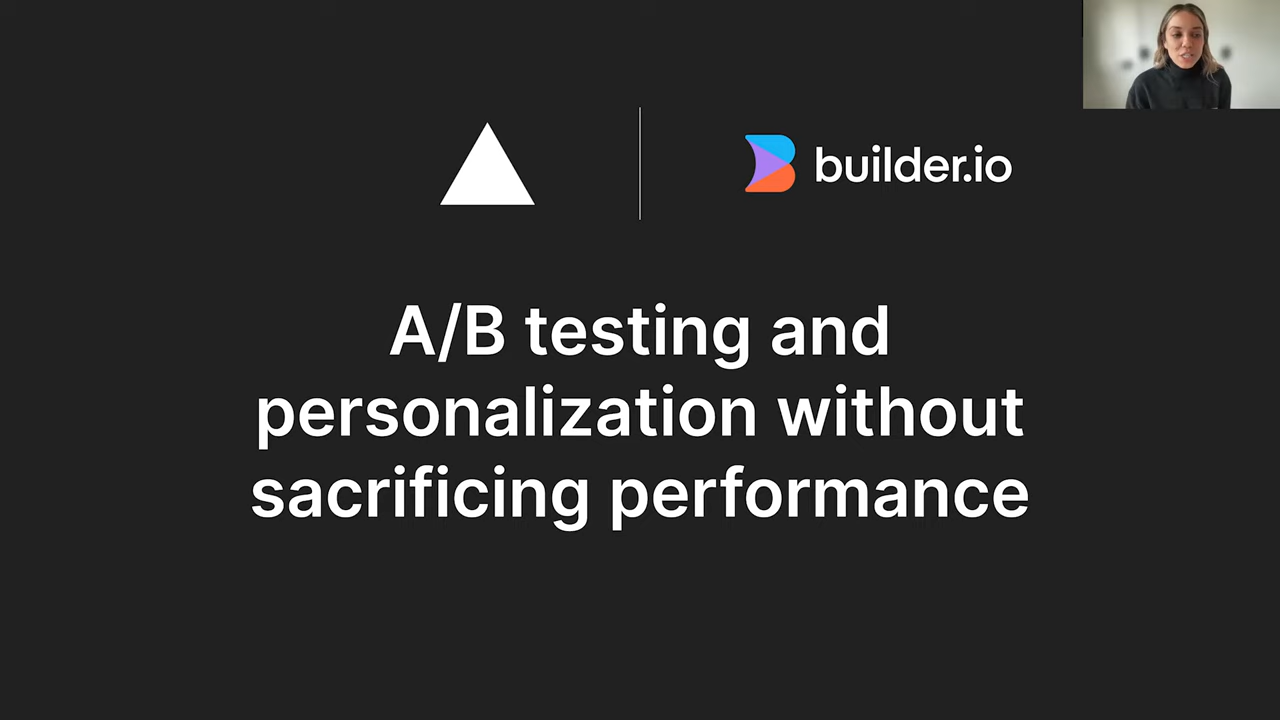 builder.io
A/B testing and
personalization without
sacrificing performance